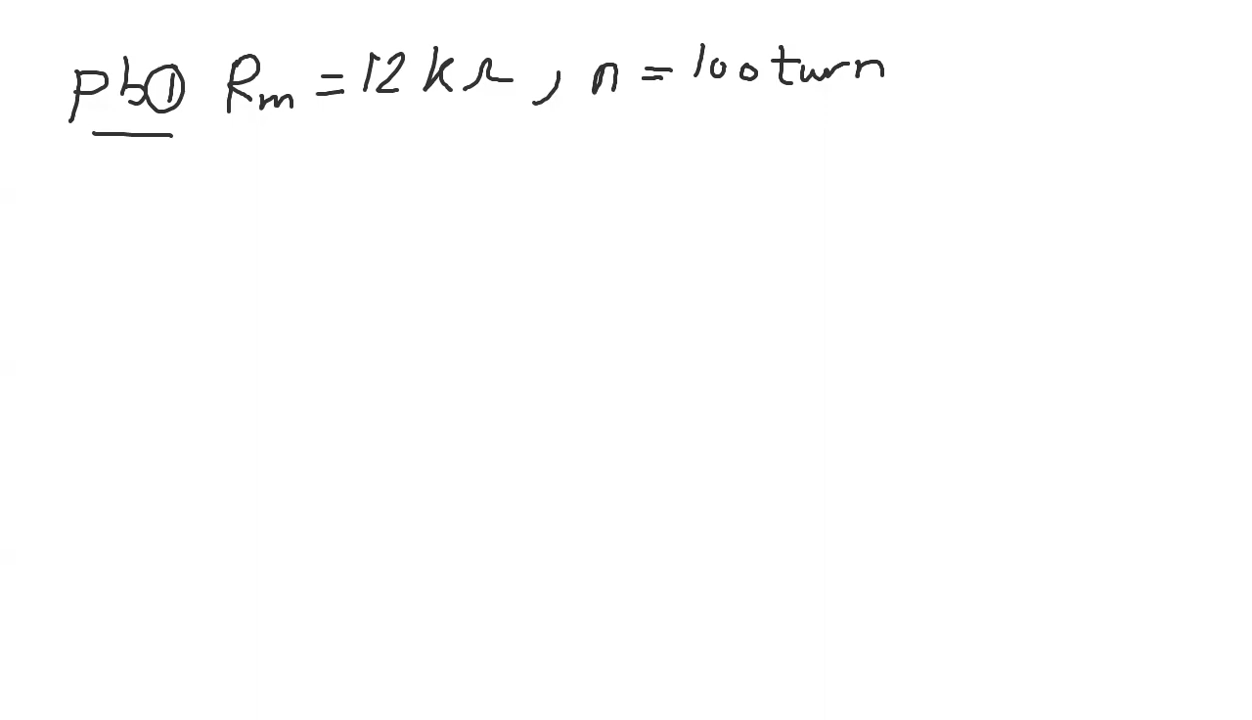 Pb① Rm = 12 kΩ, n = 100 turn